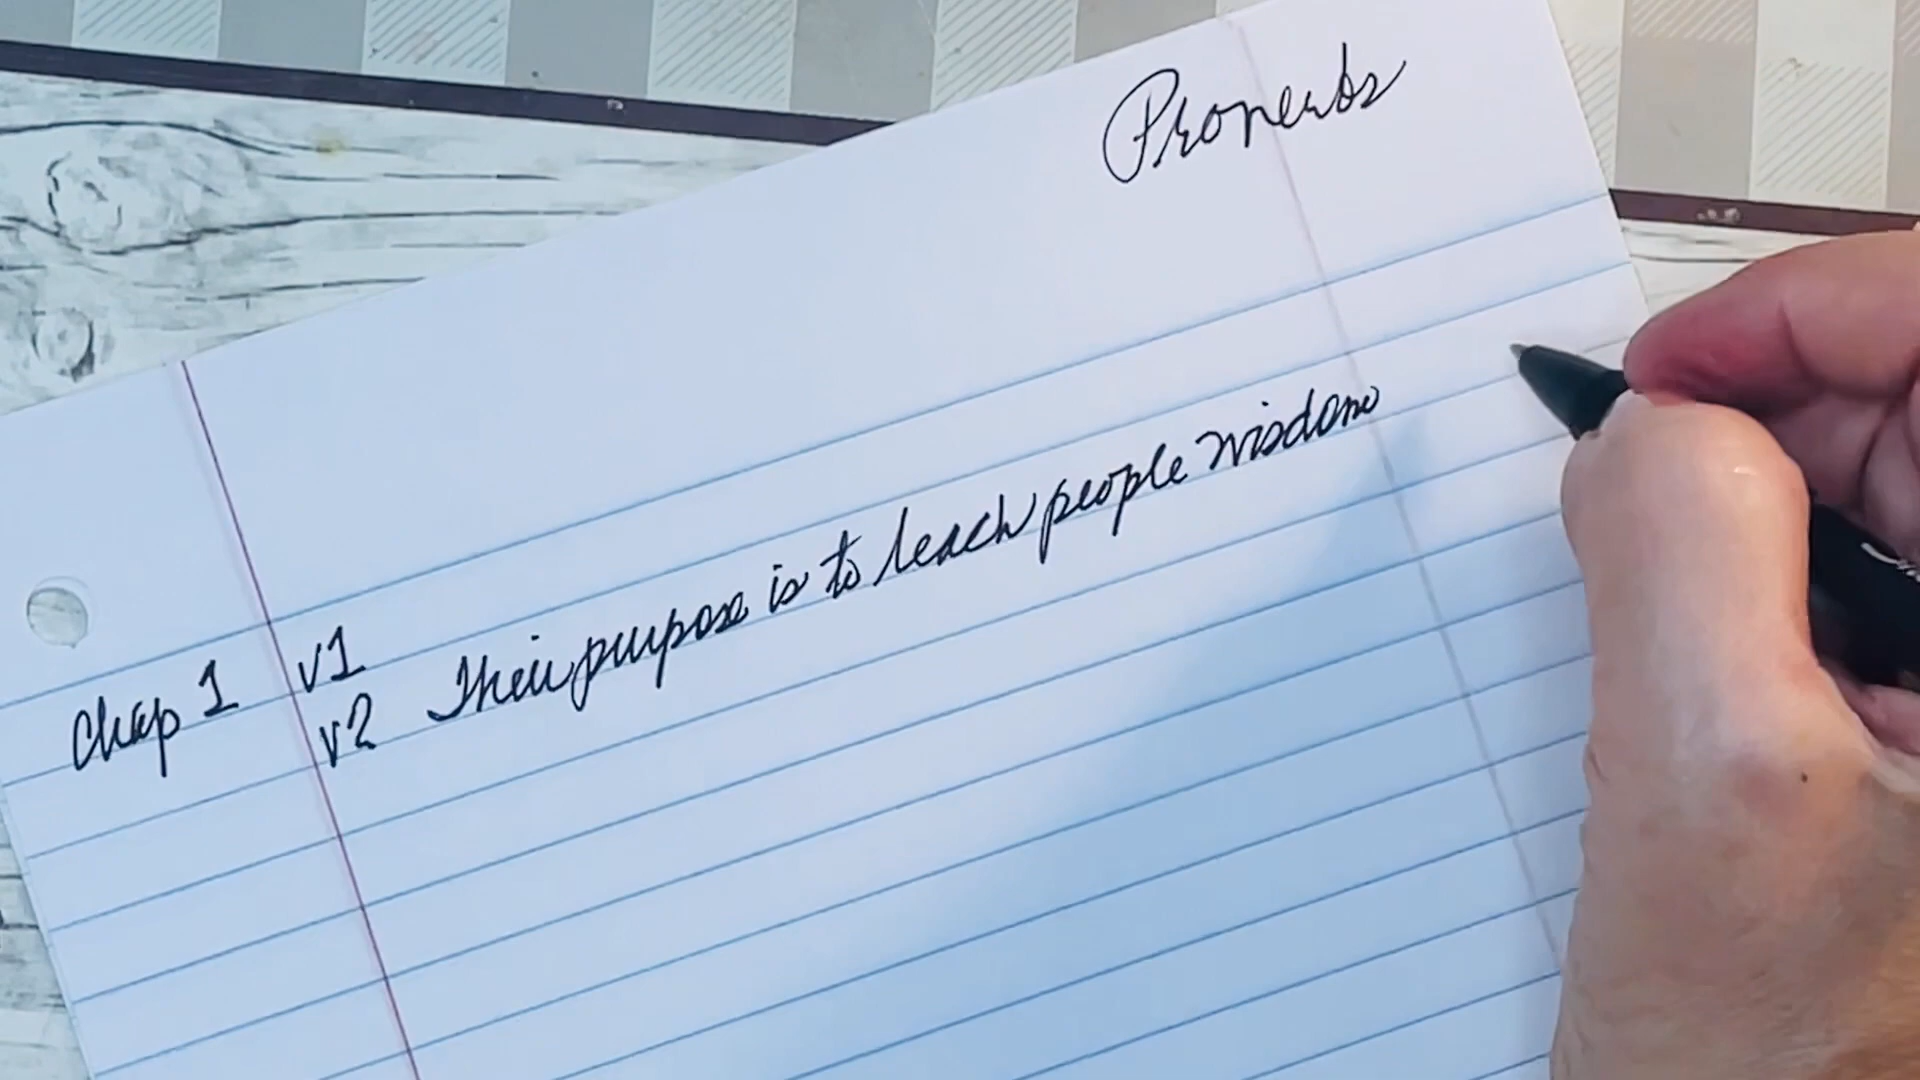 Proverbs
Chap 1 v1
v2 Their purpose is to teach people wisdom